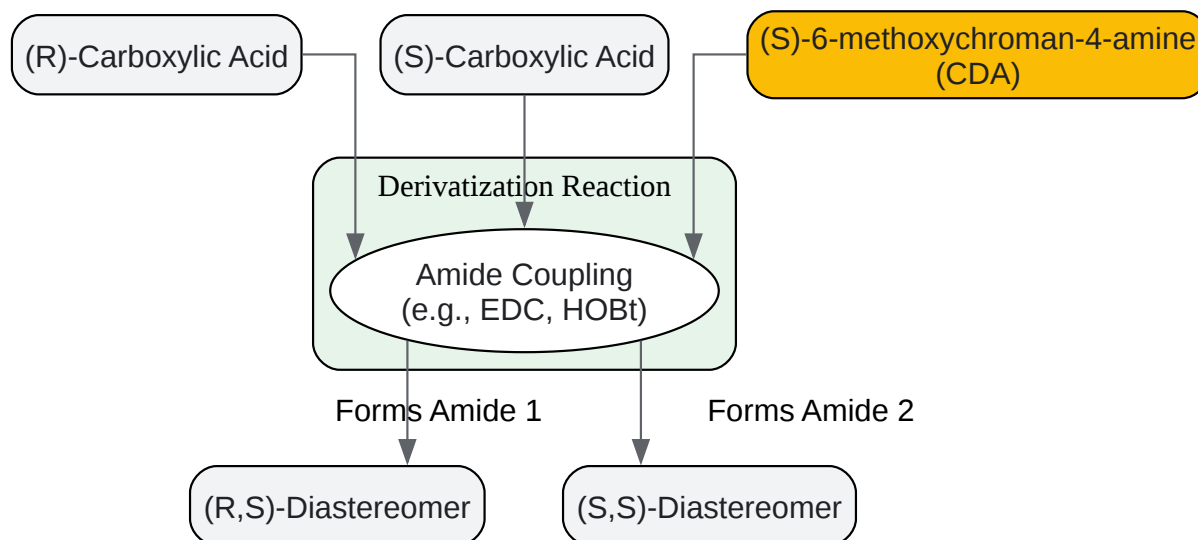 (R)-Carboxylic Acid
(S)-Carboxylic Acid
(S)-6-methoxychroman-4-amine
(CDA)
Derivatization Reaction
Amide Coupling
(e.g., EDC, HOBt)
Forms Amide 1
Forms Amide 2
(R,S)-Diastereomer
(S,S)-Diastereomer